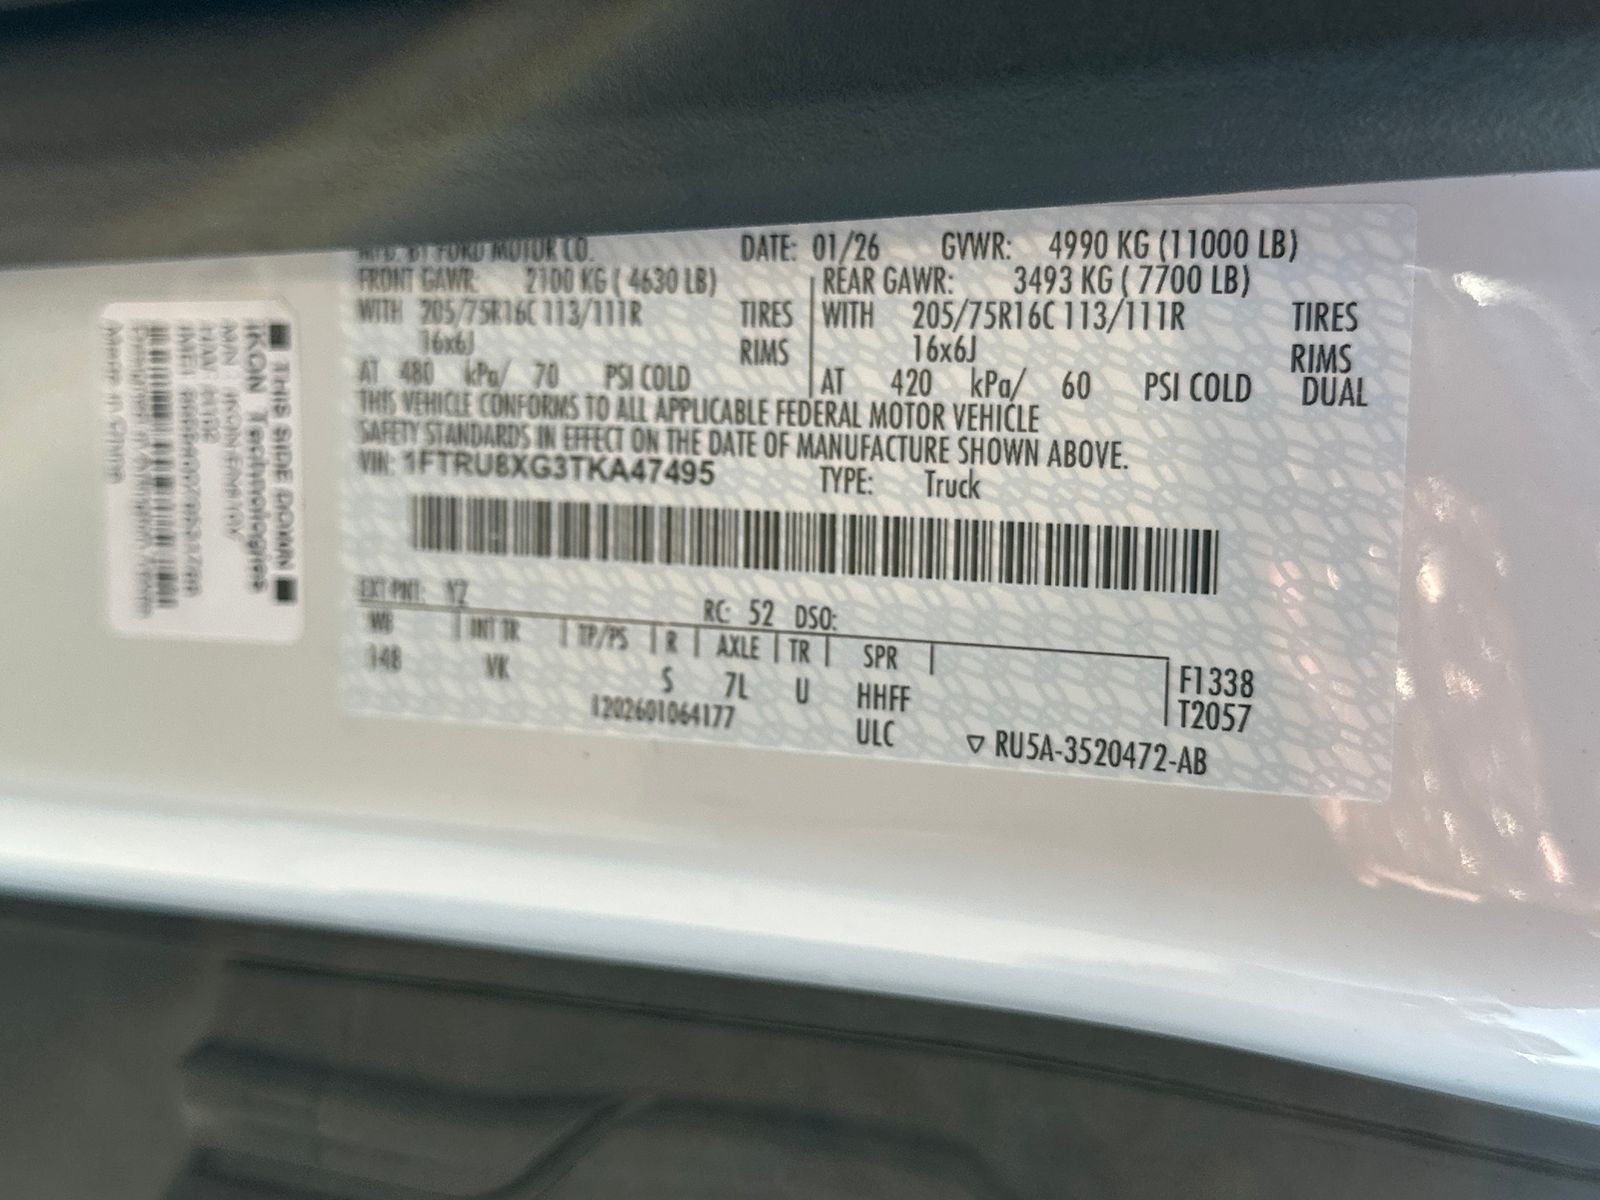 MFD. BY FORD MOTOR CO. DATE: 01/26 GVWR: 4990 KG (11000 LB)
FRONT GAWR: 2100 KG ( 4630 LB) REAR GAWR: 3493 KG ( 7700 LB)
WITH 205/75R16C 113/111R TIRES WITH 205/75R16C 113/111R TIRES
16x6J RIMS 16x6J RIMS
AT 480 kPa/ 70 PSI COLD AT 420 kPa/ 60 PSI COLD DUAL
THIS VEHICLE CONFORMS TO ALL APPLICABLE FEDERAL MOTOR VEHICLE
SAFETY STANDARDS IN EFFECT ON THE DATE OF MANUFACTURE SHOWN ABOVE.
VIN: 1FTRU8XG3TKA47495 TYPE: Truck
EXT PNT: YZ RC: 52 DSO:
WB INT TR TP/PS R AXLE TR SPR
148 VK S 7L U HHFF F1338
1202601064177 ULC T2057
▽ RU5A-3520472-AB
THIS SIDE DOWN
IKON Technologies